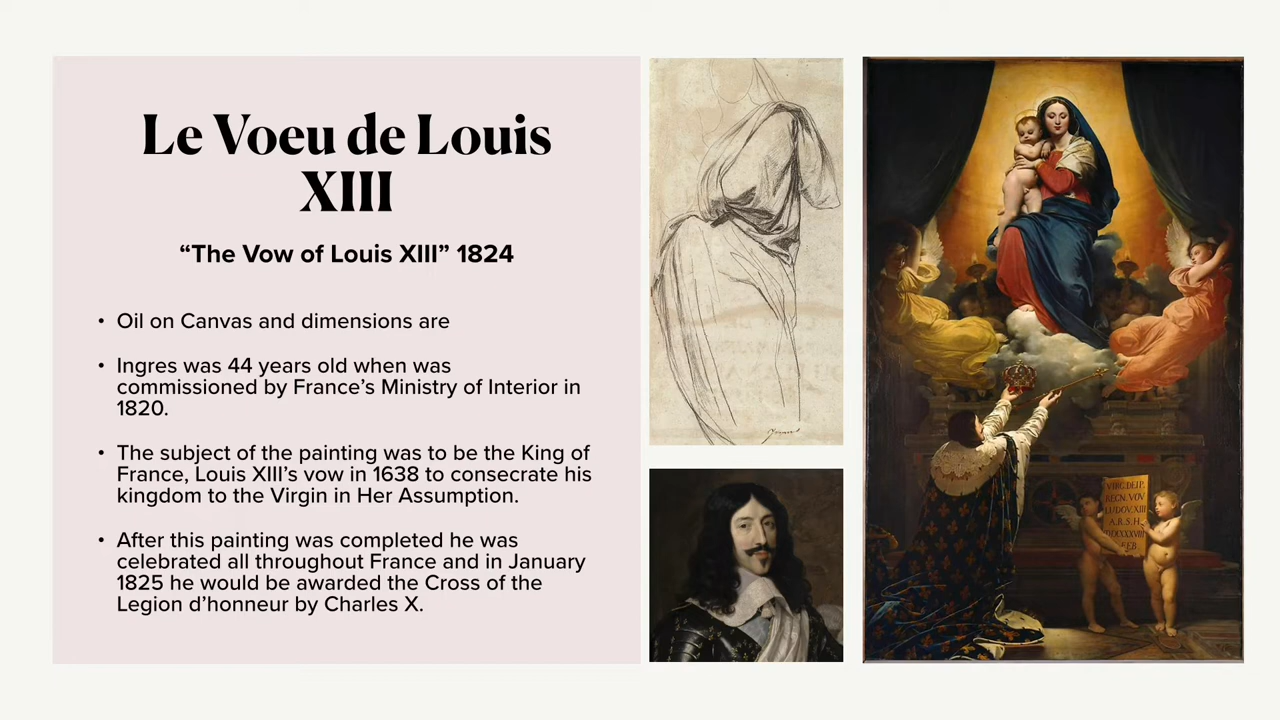 Le Voeu de Louis
XIII
“The Vow of Louis XIII” 1824
• Oil on Canvas and dimensions are
• Ingres was 44 years old when was
commissioned by France’s Ministry of Interior in
1820.
• The subject of the painting was to be the King of
France, Louis XIII’s vow in 1638 to consecrate his
kingdom to the Virgin in Her Assumption.
• After this painting was completed he was
celebrated all throughout France and in January
1825 he would be awarded the Cross of the
Legion d’honneur by Charles X.
VIRG. DEIP.
REGN. VOV
LUDOV. XIII
A.R.S.H.
FEB.